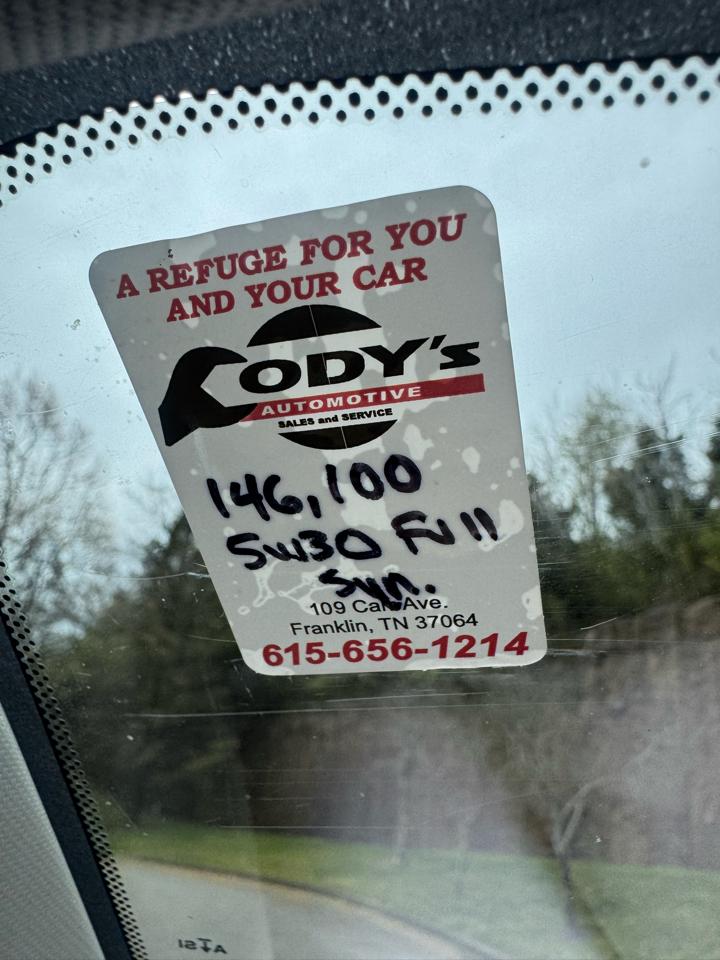 A REFUGE FOR YOU
AND YOUR CAR
CODY's
AUTOMOTIVE
SALES and SERVICE
146,100
5W30 Full
Syn.
109 Ave.
Franklin, TN 37064
615-656-1214